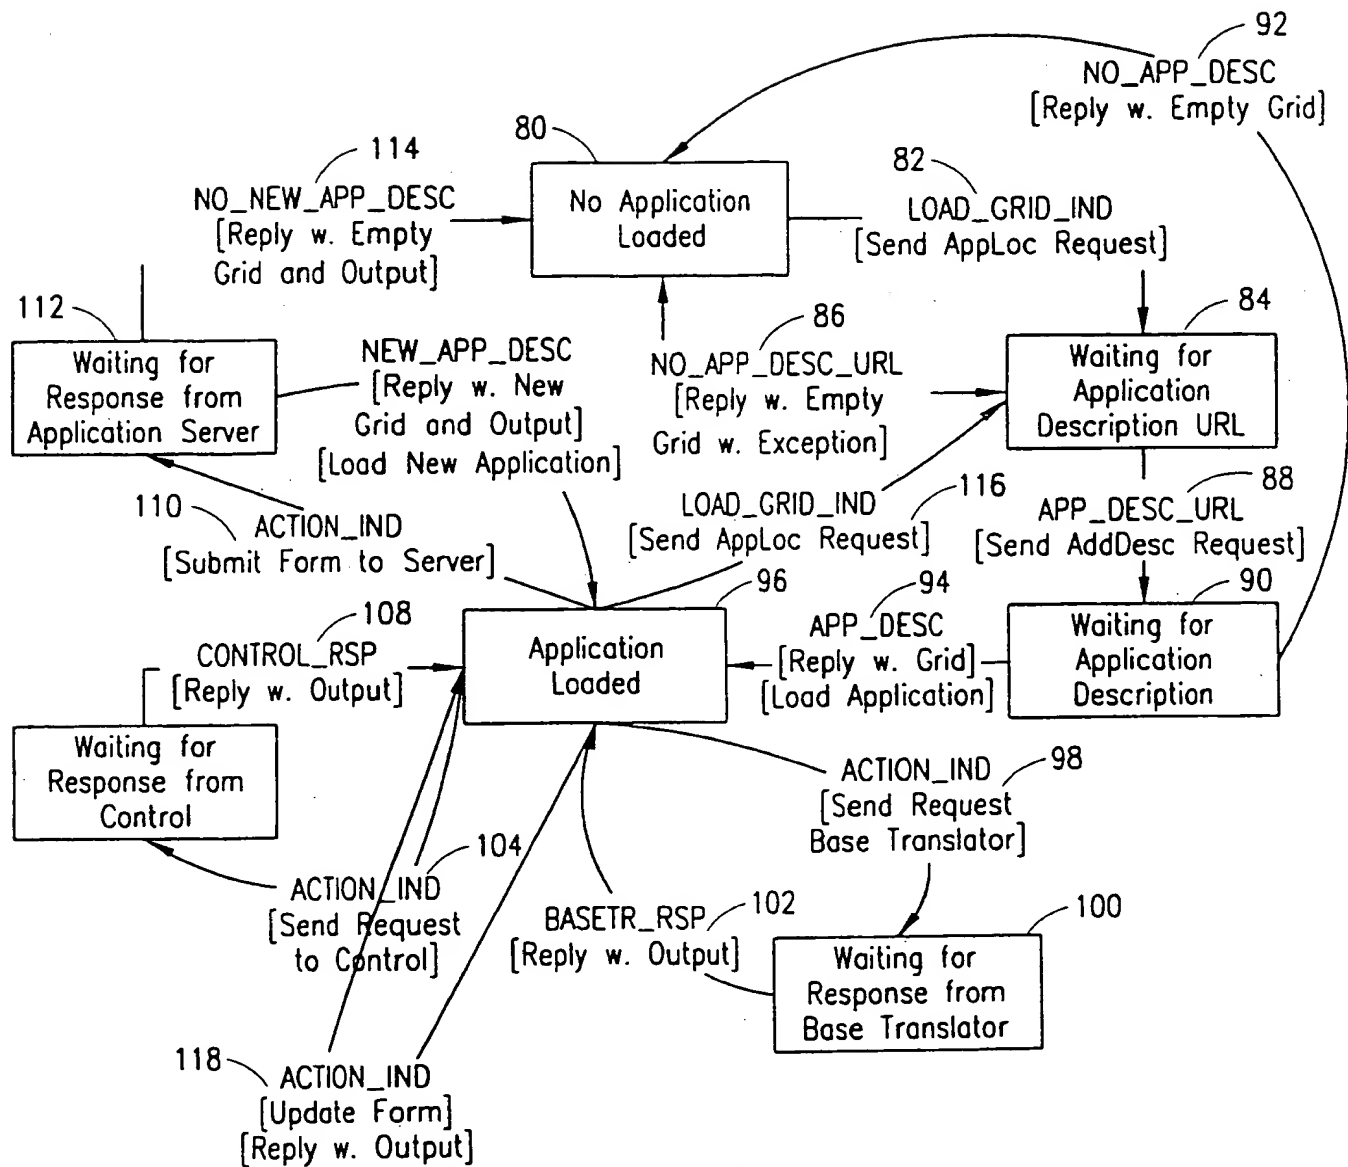 92
NO_APP_DESC
[Reply w. Empty Grid]
80
No Application
Loaded
114
NO_NEW_APP_DESC
[Reply w. Empty
Grid and Output]
82
LOAD_GRID_IND
[Send AppLoc Request]
112
Waiting for
Response from
Application Server
NEW_APP_DESC
[Reply w. New
Grid and Output]
[Load New Application]
86
NO_APP_DESC_URL
[Reply w. Empty
Grid w. Exception]
84
Waiting for
Application
Description URL
110
ACTION_IND
[Submit Form to Server]
LOAD_GRID_IND
[Send AppLoc Request]
116
88
APP_DESC_URL
[Send AddDesc Request]
108
CONTROL_RSP
[Reply w. Output]
96
Application
Loaded
94
APP_DESC
[Reply w. Grid]
[Load Application]
90
Waiting for
Application
Description
Waiting for
Response from
Control
104
ACTION_IND
[Send Request
to Control]
ACTION_IND
98
[Send Request
Base Translator]
BASETR_RSP
102
[Reply w. Output]
100
Waiting for
Response from
Base Translator
118
ACTION_IND
[Update Form]
[Reply w. Output]